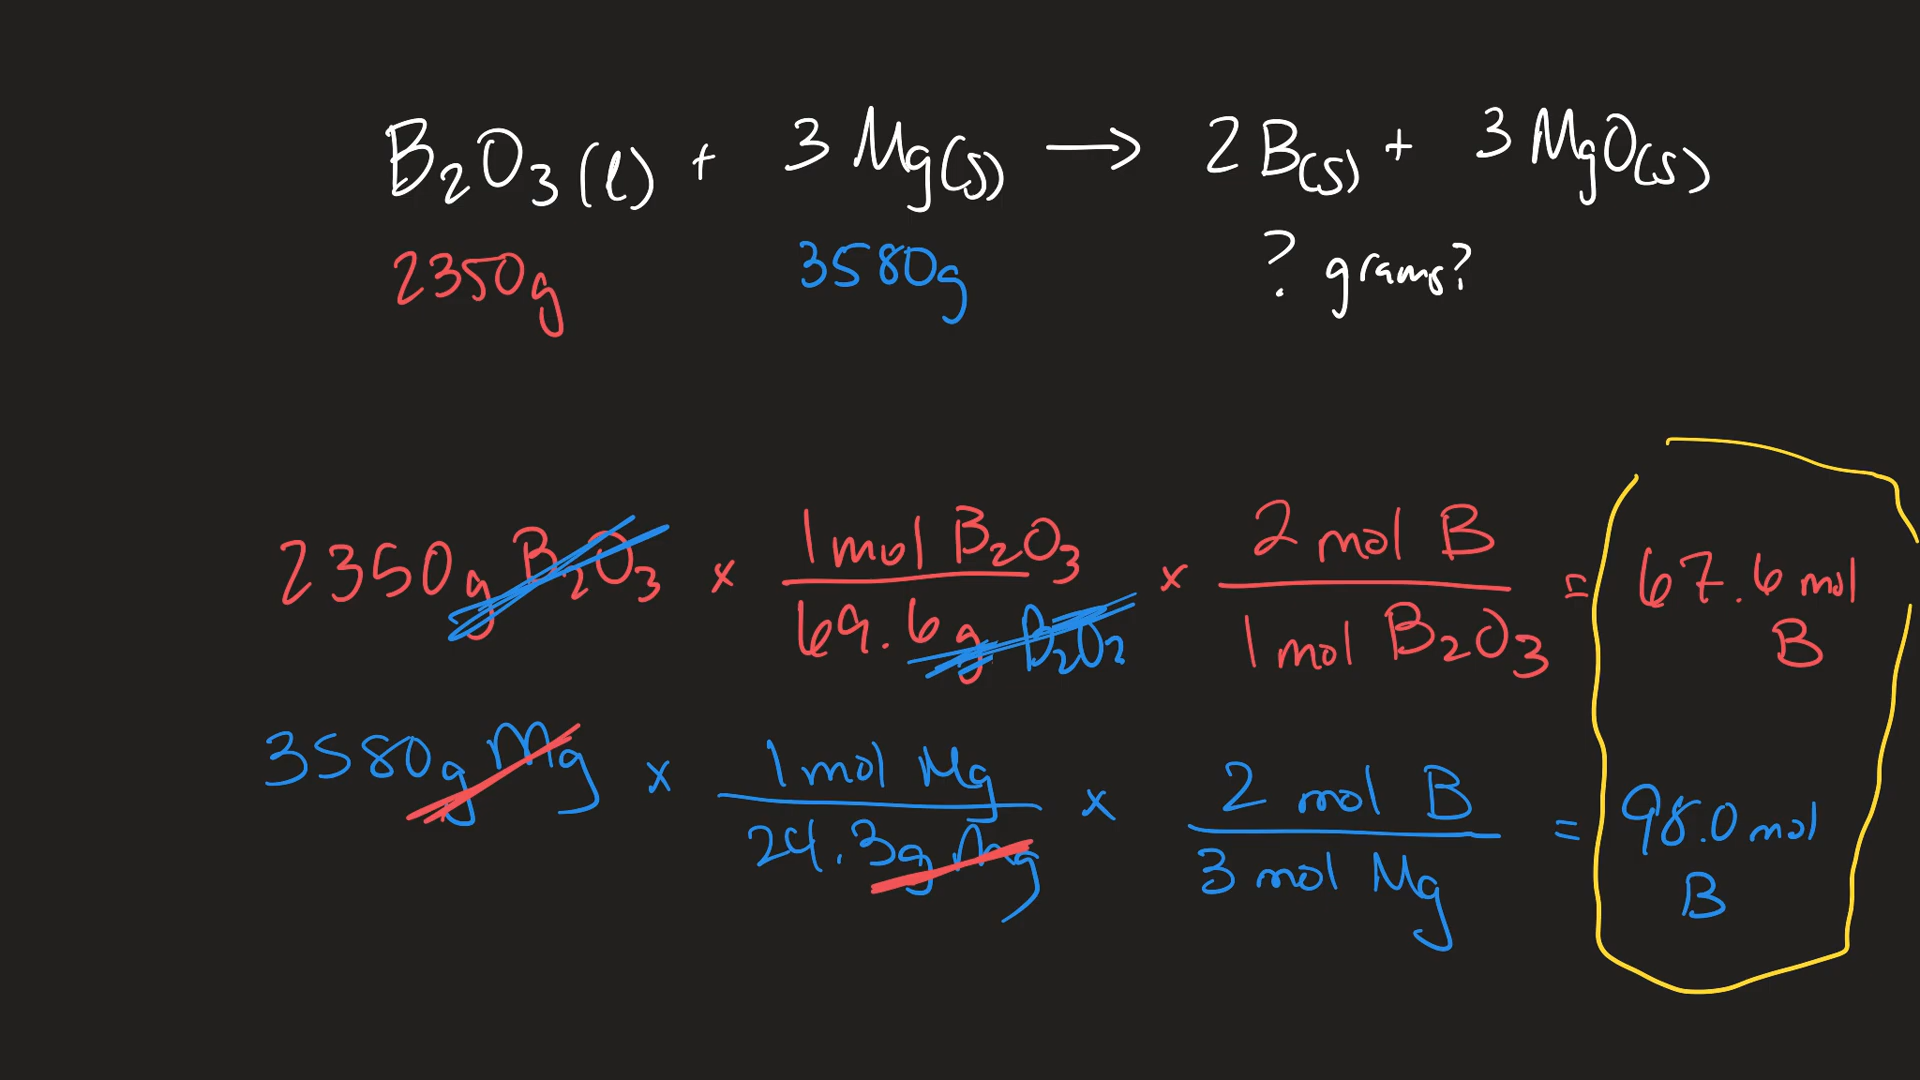 B₂O₃(l) + 3 Mg(s) → 2B(s) + 3 MgO(s)
2350g 3580g ? grams?
2350g B₂O₃ × 1 mol B₂O₃ / 69.6g B₂O₂ × 2 mol B / 1 mol B₂O₃ = 67.6 mol B
3580g Mg × 1 mol Mg / 24.3g Mg × 2 mol B / 3 mol Mg = 98.0 mol B